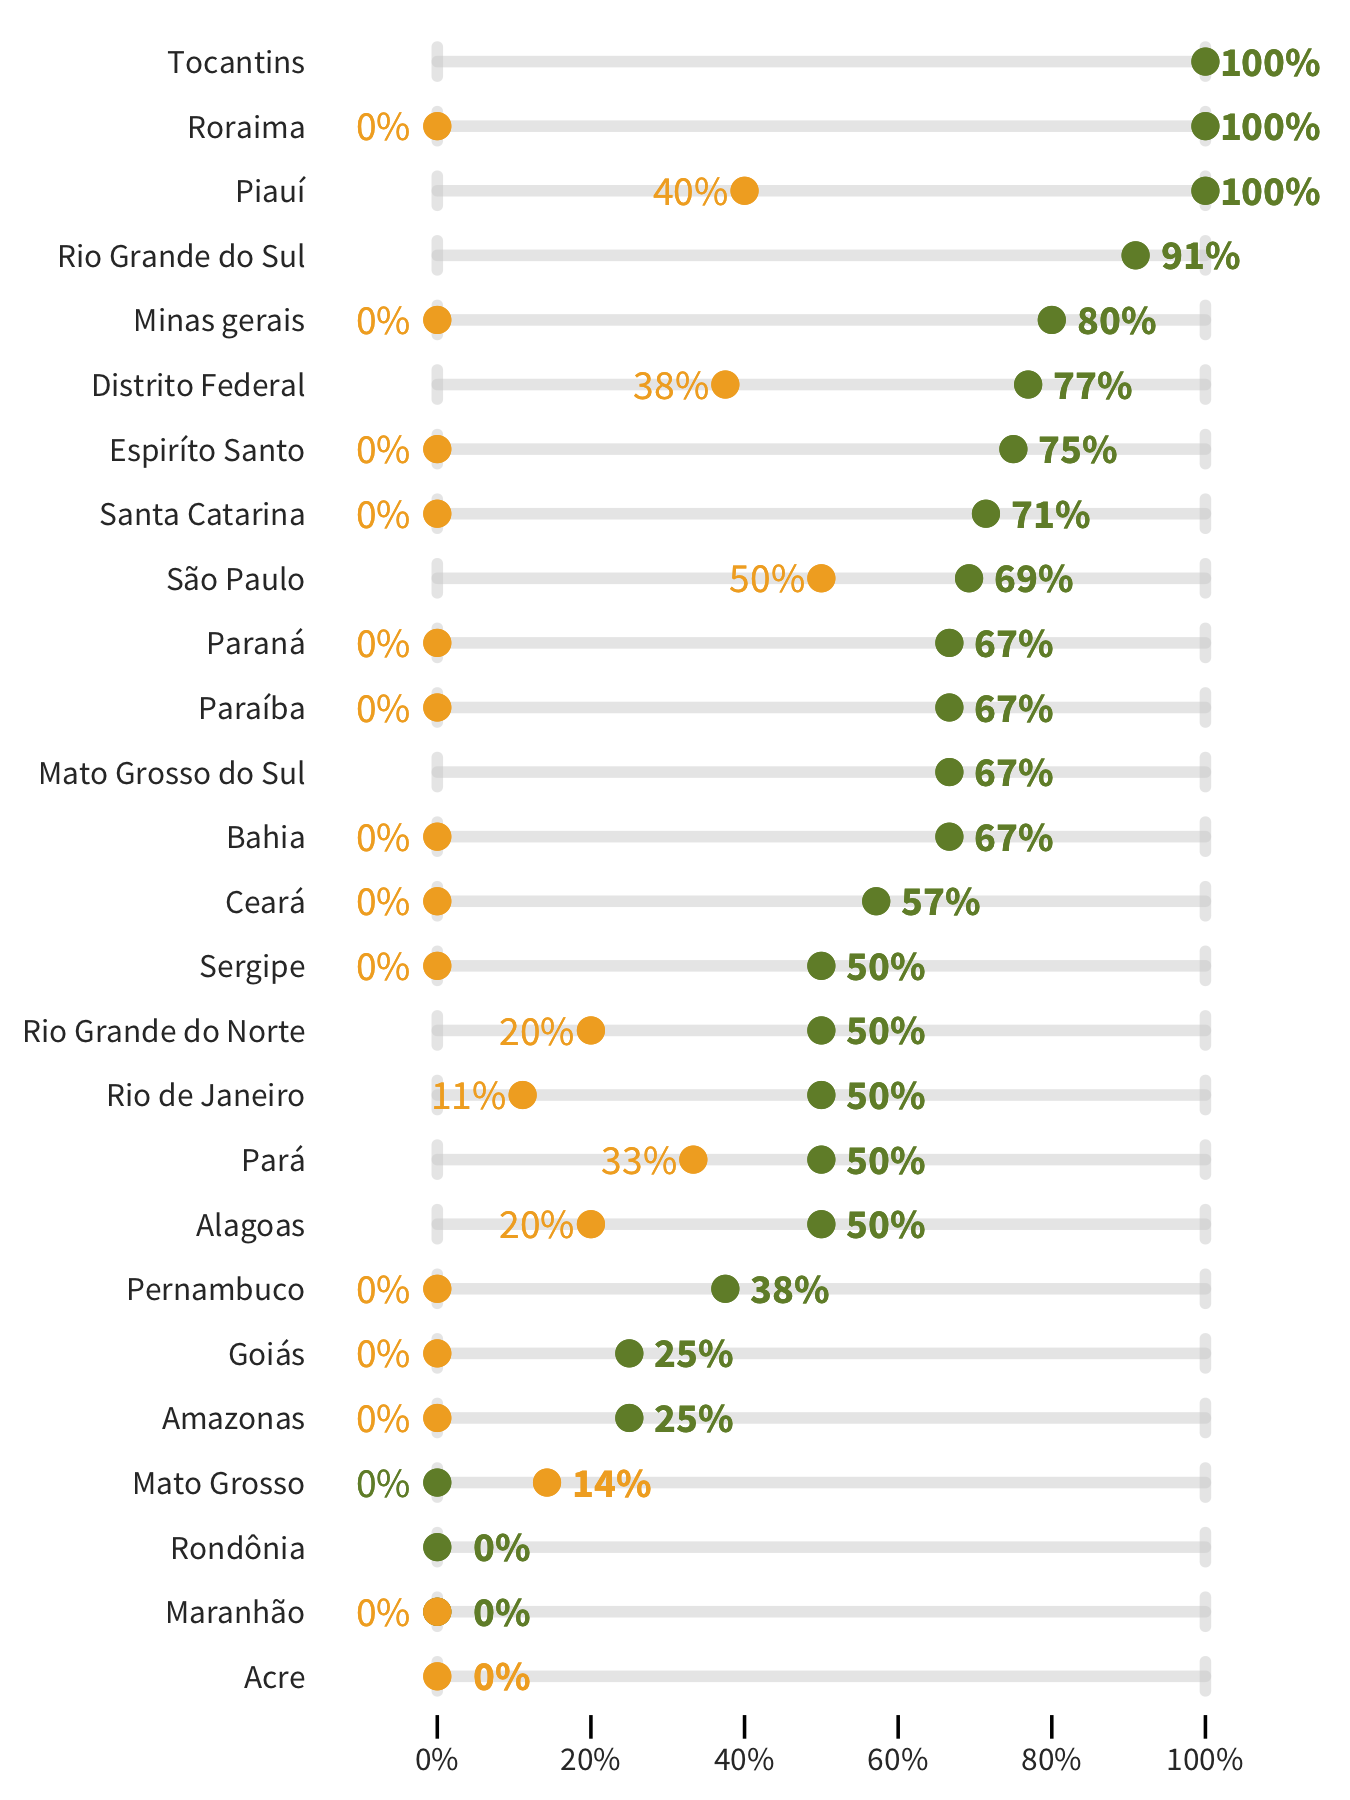 Tocantins 100%
Roraima 0% 100%
Piauí 40% 100%
Rio Grande do Sul 91%
Minas gerais 0% 80%
Distrito Federal 38% 77%
Espiríto Santo 0% 75%
Santa Catarina 0% 71%
São Paulo 50% 69%
Paraná 0% 67%
Paraíba 0% 67%
Mato Grosso do Sul 67%
Bahia 0% 67%
Ceará 0% 57%
Sergipe 0% 50%
Rio Grande do Norte 20% 50%
Rio de Janeiro 11% 50%
Pará 33% 50%
Alagoas 20% 50%
Pernambuco 0% 38%
Goiás 0% 25%
Amazonas 0% 25%
Mato Grosso 0% 14%
Rondônia 0%
Maranhão 0% 0%
Acre 0%
0% 20% 40% 60% 80% 100%